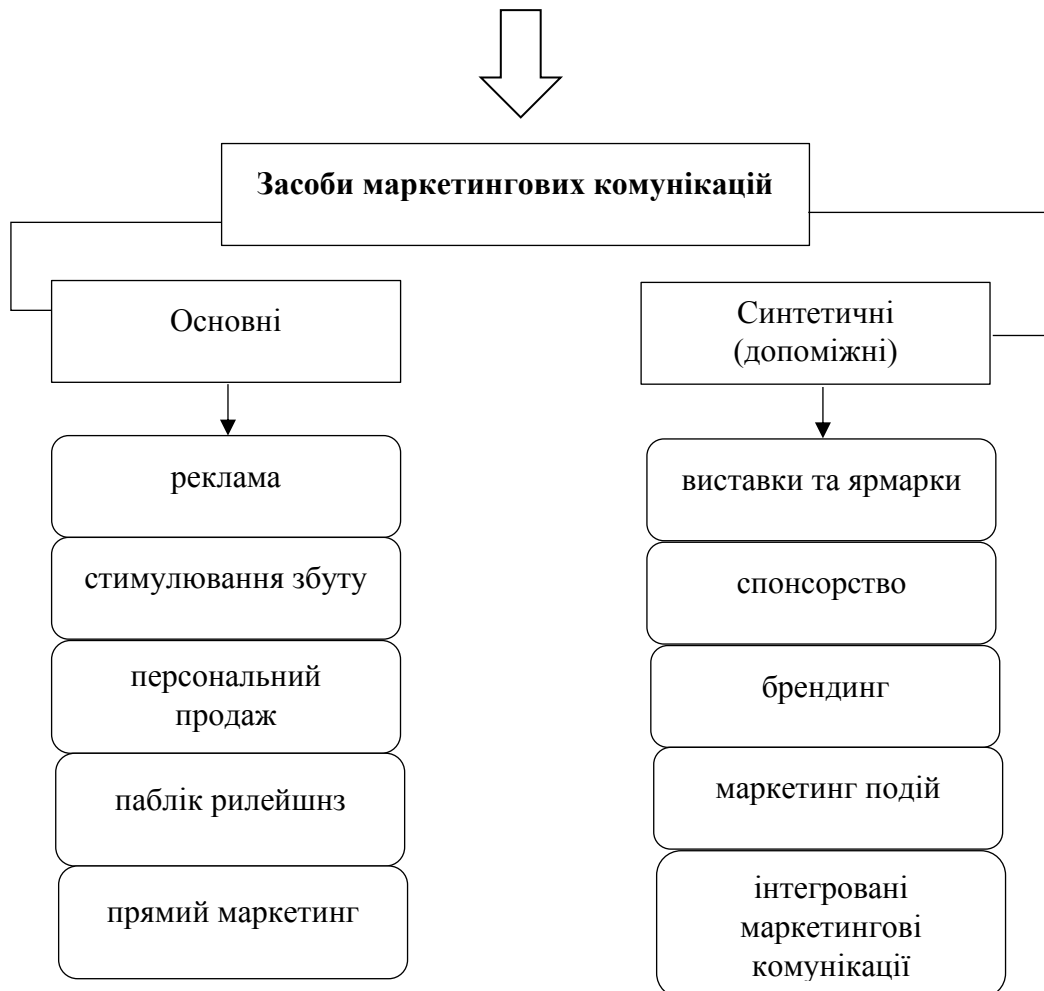 Засоби маркетингових комунікацій
Основні
реклама
стимулювання збуту
персональний
продаж
паблік рилейшнз
прямий маркетинг
Синтетичні
(допоміжні)
виставки та ярмарки
спонсорство
брендинг
маркетинг подій
інтегровані
маркетингові
комунікації